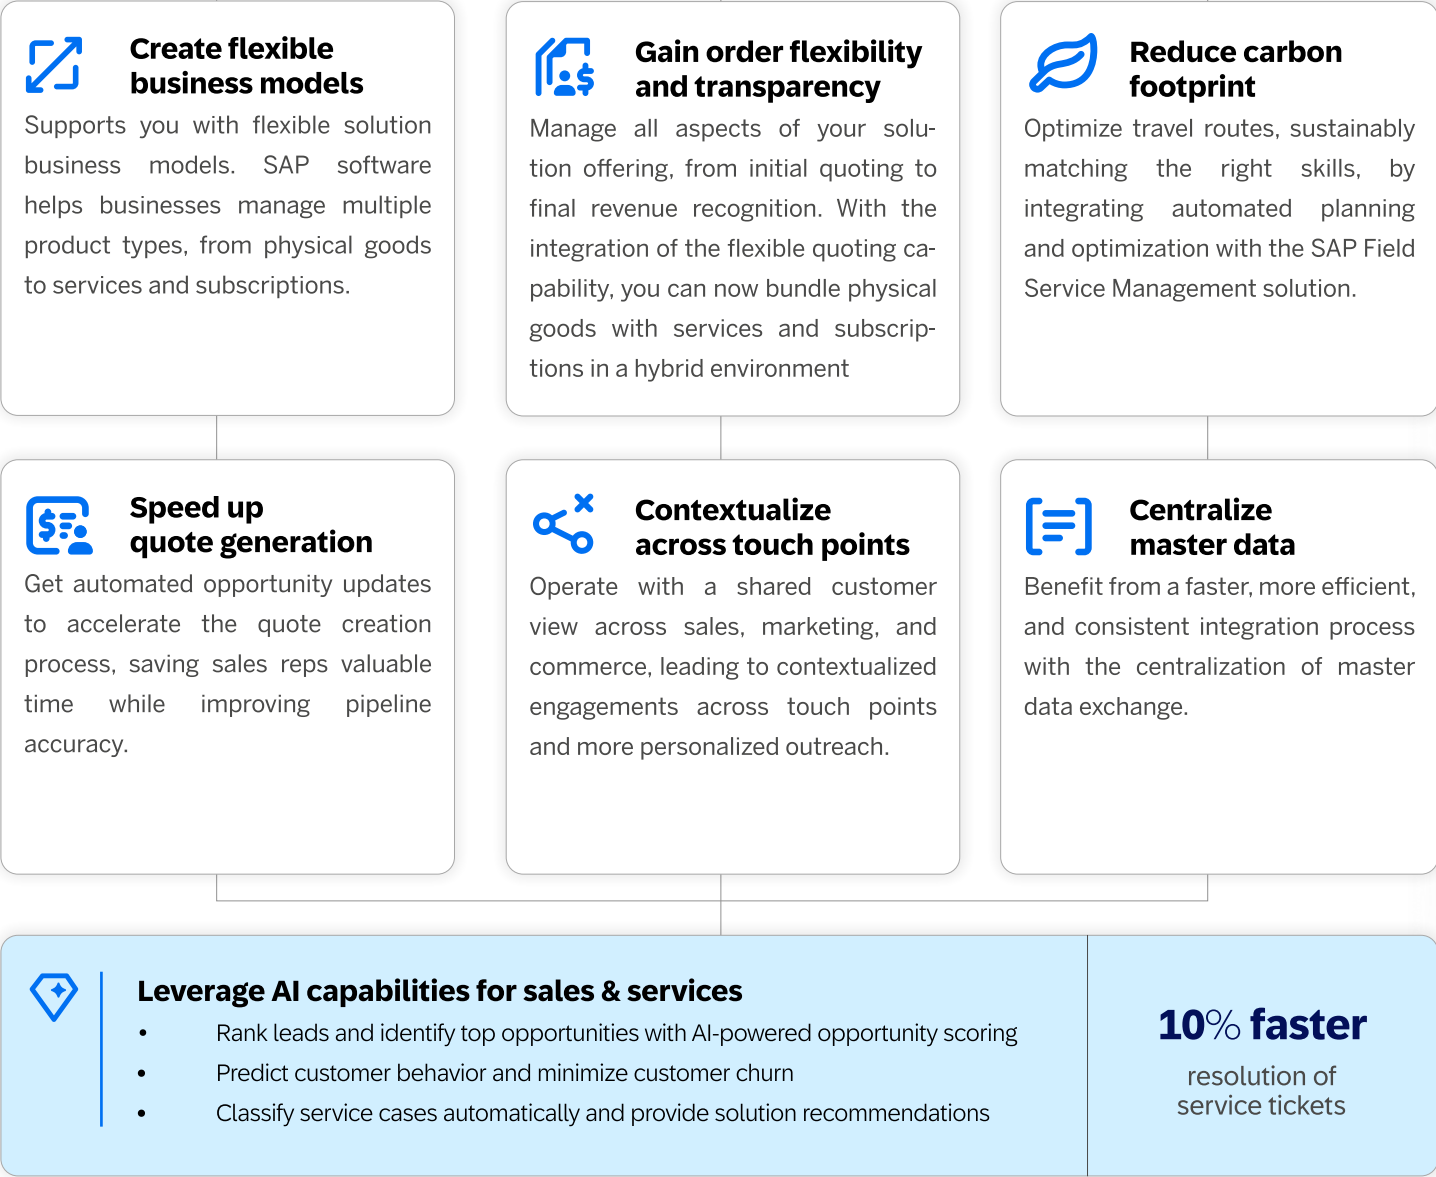 Create flexible
business models
Supports you with flexible solution
business models. SAP software
helps businesses manage multiple
product types, from physical goods
to services and subscriptions.
Gain order flexibility
and transparency
Manage all aspects of your solu-
tion offering, from initial quoting to
final revenue recognition. With the
integration of the flexible quoting ca-
pability, you can now bundle physical
goods with services and subscrip-
tions in a hybrid environment
Reduce carbon
footprint
Optimize travel routes, sustainably
matching the right skills, by
integrating automated planning
and optimization with the SAP Field
Service Management solution.
Speed up
quote generation
Get automated opportunity updates
to accelerate the quote creation
process, saving sales reps valuable
time while improving pipeline
accuracy.
Contextualize
across touch points
Operate with a shared customer
view across sales, marketing, and
commerce, leading to contextualized
engagements across touch points
and more personalized outreach.
Centralize
master data
Benefit from a faster, more efficient,
and consistent integration process
with the centralization of master
data exchange.
Leverage AI capabilities for sales & services
• Rank leads and identify top opportunities with AI-powered opportunity scoring
• Predict customer behavior and minimize customer churn
• Classify service cases automatically and provide solution recommendations
10% faster
resolution of
service tickets